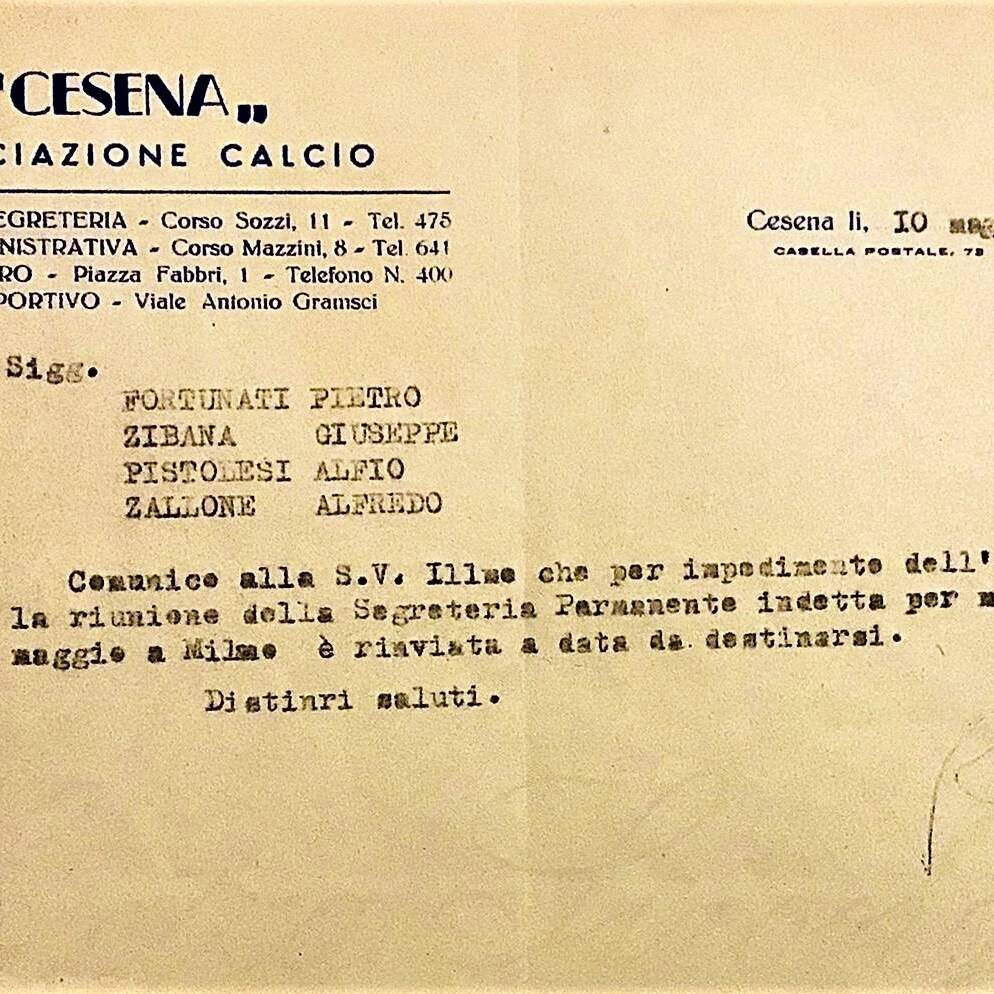 "CESENA„
CIAZIONE CALCIO
EGRETERIA - Corso Sozzi, 11 - Tel. 475
NISTRATIVA - Corso Mazzini, 8 - Tel. 641
RO - Piazza Fabbri, 1 - Telefono N. 400
PORTIVO - Viale Antonio Gramsci
Cesena li, 10 mag
CASELLA POSTALE, 73
Sigg.
FORTUNATI PIETRO
ZIBANA GIUSEPPE
PISTOLESI ALFIO
ZALLONE ALFREDO
Comunico alla S.V. Illme che per impedimento dell'
la riunione della Segreteria Parmanente indetta per m
maggio a Milmo è rinviata a data da destinarsi.
Distinri saluti.